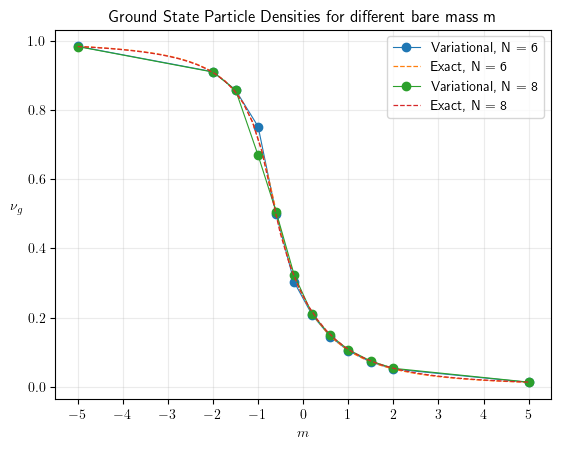 Ground State Particle Densities for different bare mass m
1.0
0.8
0.6
0.4
0.2
0.0
ν_g
−5 −4 −3 −2 −1 0 1 2 3 4 5
m
Variational, N = 6
Exact, N = 6
Variational, N = 8
Exact, N = 8